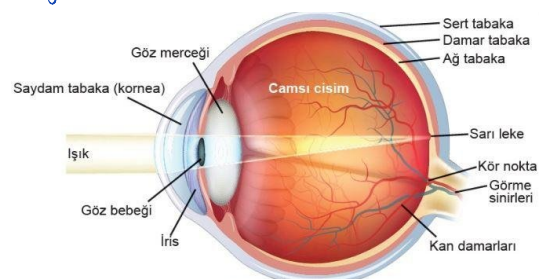 Sert tabaka
Damar tabaka
Göz merceği
Ağ tabaka
Saydam tabaka (kornea)
Camsı cisim
Işık
Sarı leke
Kör nokta
Görme
sinirleri
Göz bebeği
İris
Kan damarları